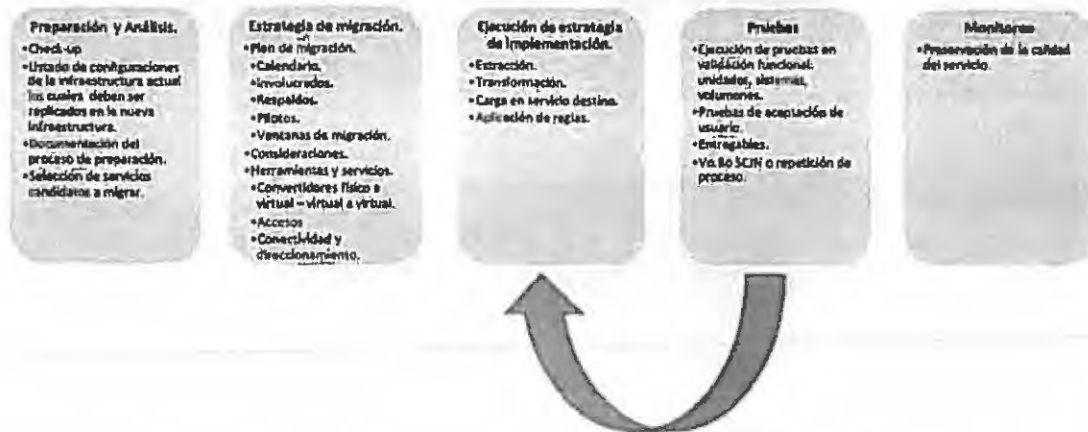 Preparación y Análisis.
•Check-up
•Listado de configuraciones
de la infraestructura actual
los cuales deben ser
replicados en la nueva
infraestructura.
•Documentación del
proceso de preparación.
•Selección de servicios
candidatos a migrar.
Estrategia de migración.
•Plan de migración.
•Calendario.
•Involucrados.
•Respaldos.
•Pilotos.
•Ventanas de migración.
•Consideraciones.
•Herramientas y servicios.
•Convertidores físico a
virtual – virtual a virtual.
•Accesos
•Conectividad y
direccionamiento.
Ejecución de estrategia
de implementación.
•Extracción.
•Transformación.
•Carga en servicio destino.
•Aplicación de reglas.
Pruebas
•Ejecución de pruebas en
validación funcional:
unidades, sistemas,
volumenes.
•Pruebas de aceptación de
usuario.
•Entregables.
•Vo.Bo SCJN o repetición de
proceso.
Monitoreo
•Preservación de la calidad
del servicio.